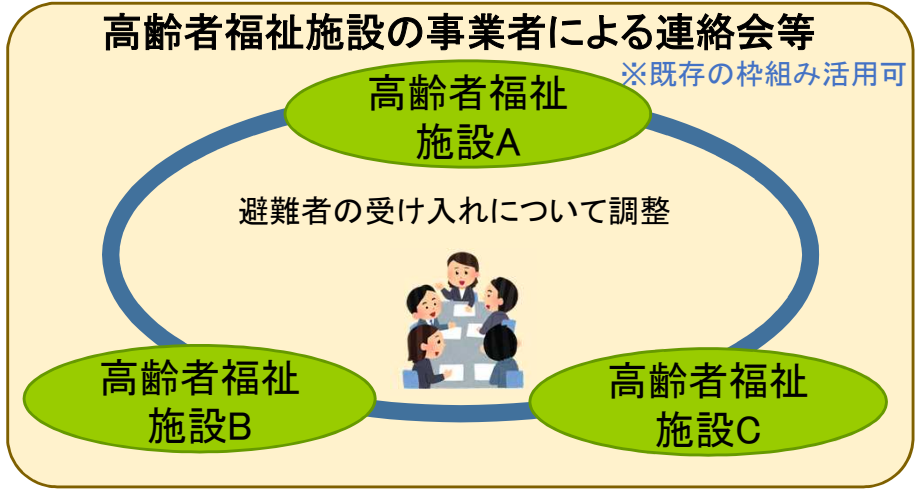 高齢者福祉施設の事業者による連絡会等
※既存の枠組み活用可
高齢者福祉
施設A
避難者の受け入れについて調整
高齢者福祉
施設B
高齢者福祉
施設C